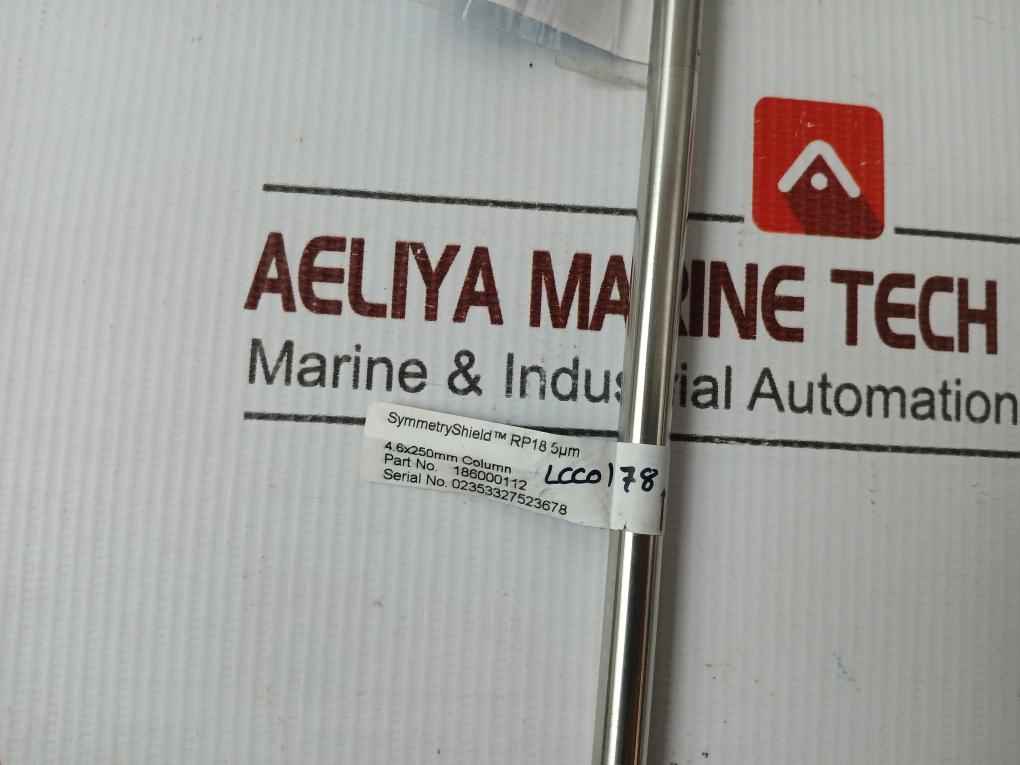 AELIYA MARINE TECH
Marine & Industrial Automation
SymmetryShield™ RP18 5µm
4.6x250mm Column
Part No. 186000112
Serial No. 02353327523678
LCC0178